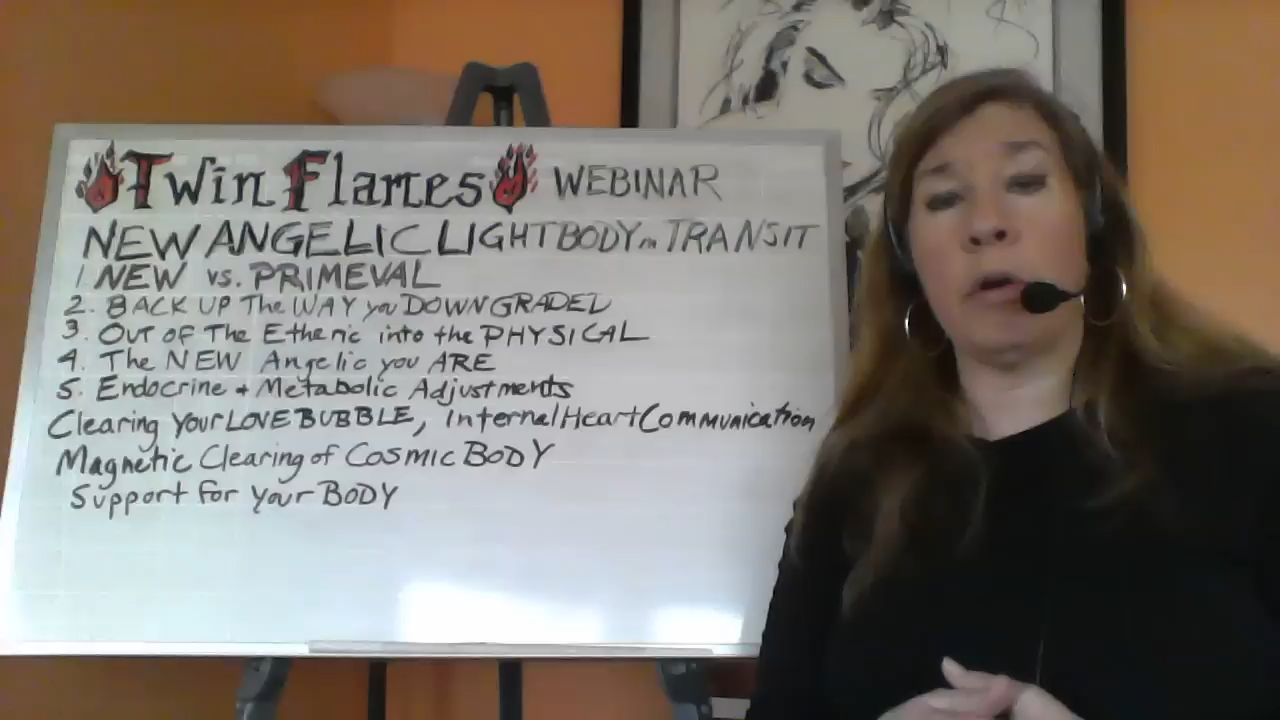 Twin Flames WEBINAR
NEW ANGELIC LIGHTBODY in TRANSIT
1 NEW vs. PRIMEVAL
2. BACK UP The WAY you DOWNGRADED
3. Out of The Etheric into the PHYSICAL
4. The NEW Angelic you ARE
5. Endocrine + Metabolic Adjustments
Clearing Your LOVE BUBBLE, Internal Heart Communication
Magnetic Clearing of COSMIC BODY
Support for your BODY